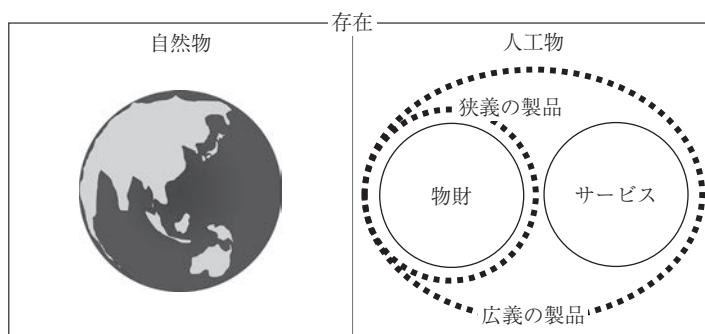 存在
自然物
人工物
狭義の製品
物財
サービス
広義の製品